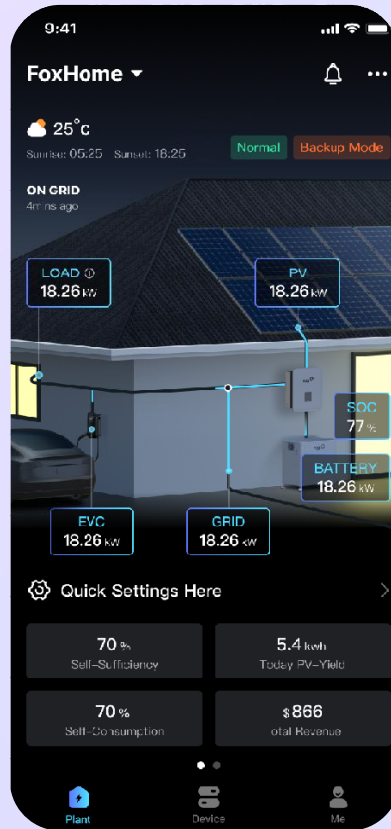 9:41
FoxHome
25°C
Sunrise: 05:25 Sunset: 18:25
Normal
Backup Mode
ON GRID
4mins ago
LOAD
18.26 kW
PV
18.26 kW
SOC
77 %
BATTERY
18.26 kW
EVC
18.26 kW
GRID
18.26 kW
Quick Settings Here
70 %
Self-Sufficiency
5.4 kwh
Today PV-Yield
70 %
Self-Consumption
$ 866
otal Revenue
Plant
Device
Me